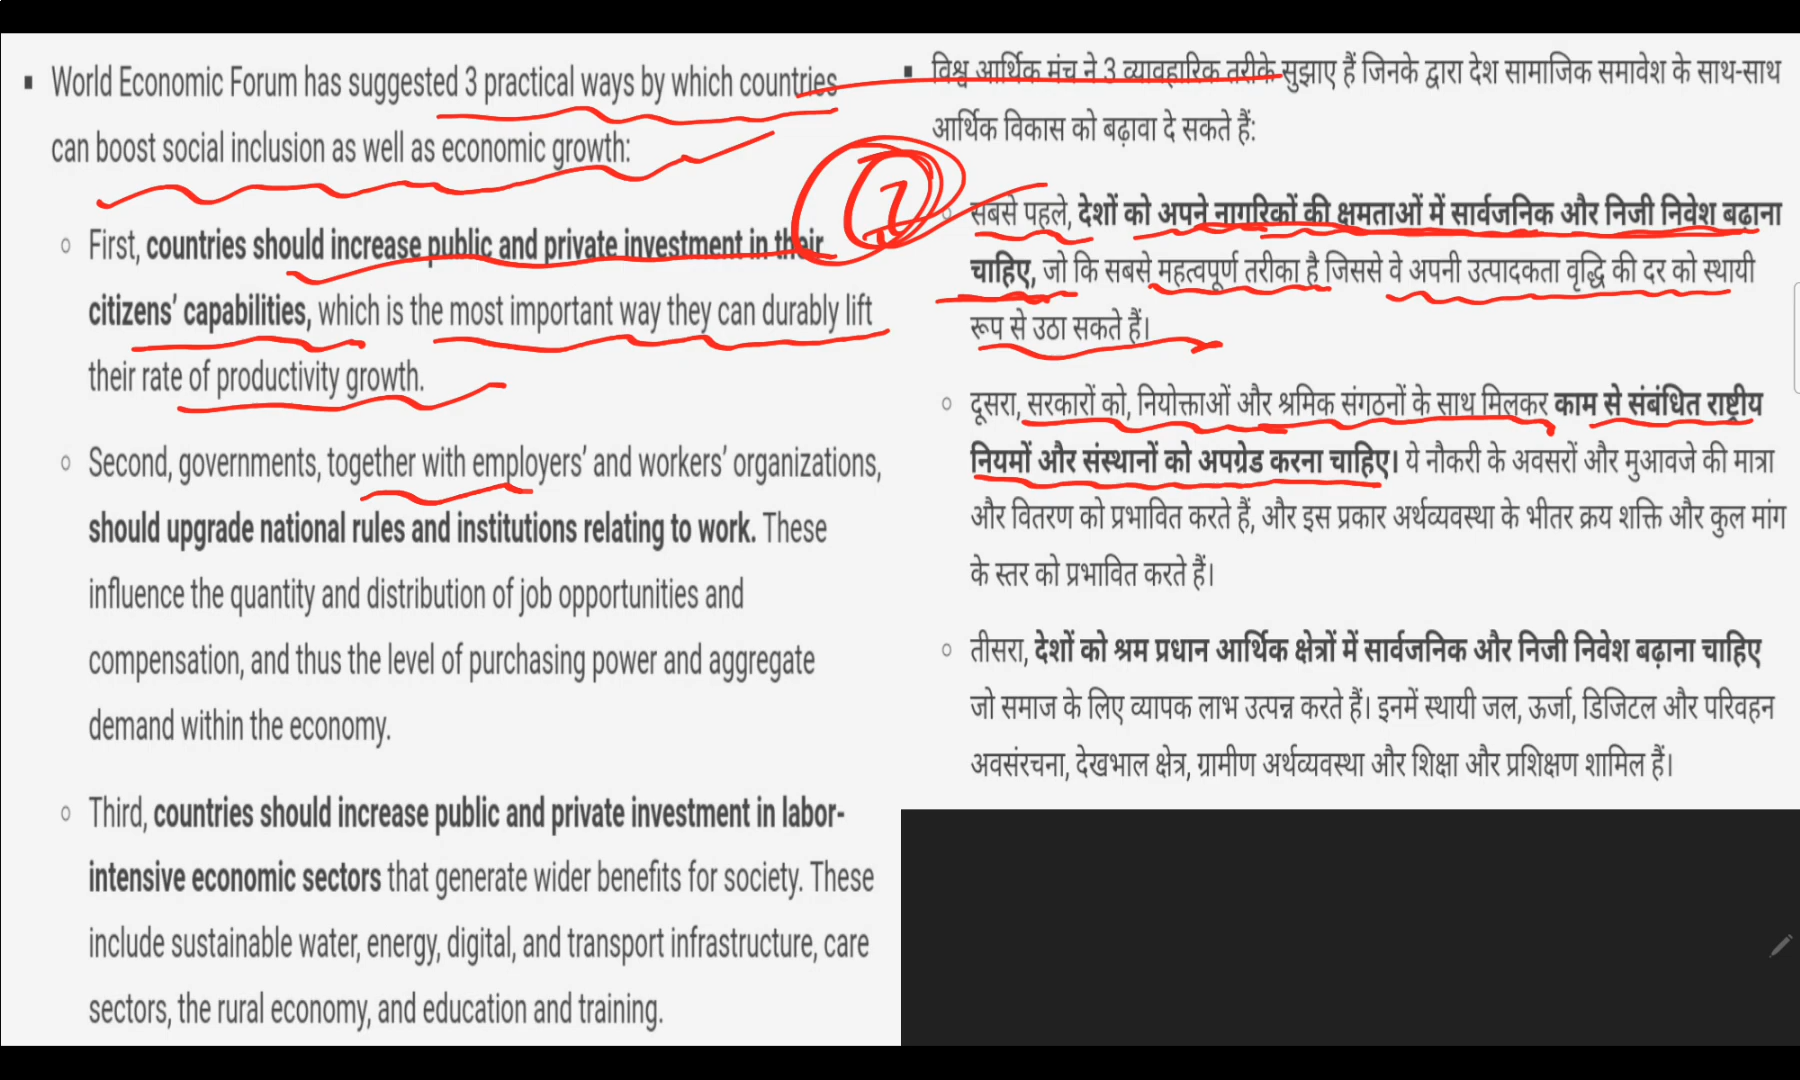 World Economic Forum has suggested 3 practical ways by which countries
can boost social inclusion as well as economic growth:
First, countries should increase public and private investment in their
citizens’ capabilities, which is the most important way they can durably lift
their rate of productivity growth.
Second, governments, together with employers’ and workers’ organizations,
should upgrade national rules and institutions relating to work. These
influence the quantity and distribution of job opportunities and
compensation, and thus the level of purchasing power and aggregate
demand within the economy.
Third, countries should increase public and private investment in labor-
intensive economic sectors that generate wider benefits for society. These
include sustainable water, energy, digital, and transport infrastructure, care
sectors, the rural economy, and education and training.
विश्व आर्थिक मंच ने 3 व्यावहारिक तरीके सुझाए हैं जिनके द्वारा देश सामाजिक समावेश के साथ-साथ
आर्थिक विकास को बढ़ावा दे सकते हैं:
सबसे पहले, देशों को अपने नागरिकों की क्षमताओं में सार्वजनिक और निजी निवेश बढ़ाना
चाहिए, जो कि सबसे महत्वपूर्ण तरीका है जिससे वे अपनी उत्पादकता वृद्धि की दर को स्थायी
रूप से उठा सकते हैं।
दूसरा, सरकारों को, नियोक्ताओं और श्रमिक संगठनों के साथ मिलकर काम से संबंधित राष्ट्रीय
नियमों और संस्थानों को अपग्रेड करना चाहिए। ये नौकरी के अवसरों और मुआवजे की मात्रा
और वितरण को प्रभावित करते हैं, और इस प्रकार अर्थव्यवस्था के भीतर क्रय शक्ति और कुल मांग
के स्तर को प्रभावित करते हैं।
तीसरा, देशों को श्रम प्रधान आर्थिक क्षेत्रों में सार्वजनिक और निजी निवेश बढ़ाना चाहिए
जो समाज के लिए व्यापक लाभ उत्पन्न करते हैं। इनमें स्थायी जल, ऊर्जा, डिजिटल और परिवहन
अवसंरचना, देखभाल क्षेत्र, ग्रामीण अर्थव्यवस्था और शिक्षा और प्रशिक्षण शामिल हैं।